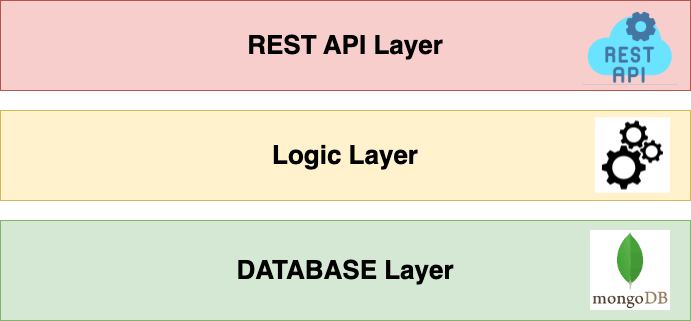 REST API Layer
REST
API
Logic Layer
DATABASE Layer
mongoDB